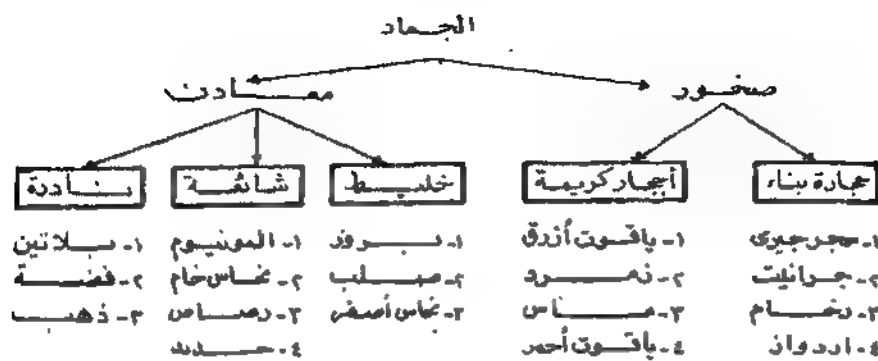 الجماد
صخور
معادن
حجارة بناء
أحجار كريمة
خليط
شائعة
نادرة
١- حجر جيرى
٢- جرانيت
٣- رخام
٤- اردواز
١- ياقوت أزرق
٢- زمرد
٣- ماس
٤- ياقوت أحمر
١- برونز
٢- صلب
٣- نحاس أصفر
١- المونيوم
٢- نحاس خام
٣- رصاص
٤- حديد
١- بلاتين
٢- فضة
٣- ذهب